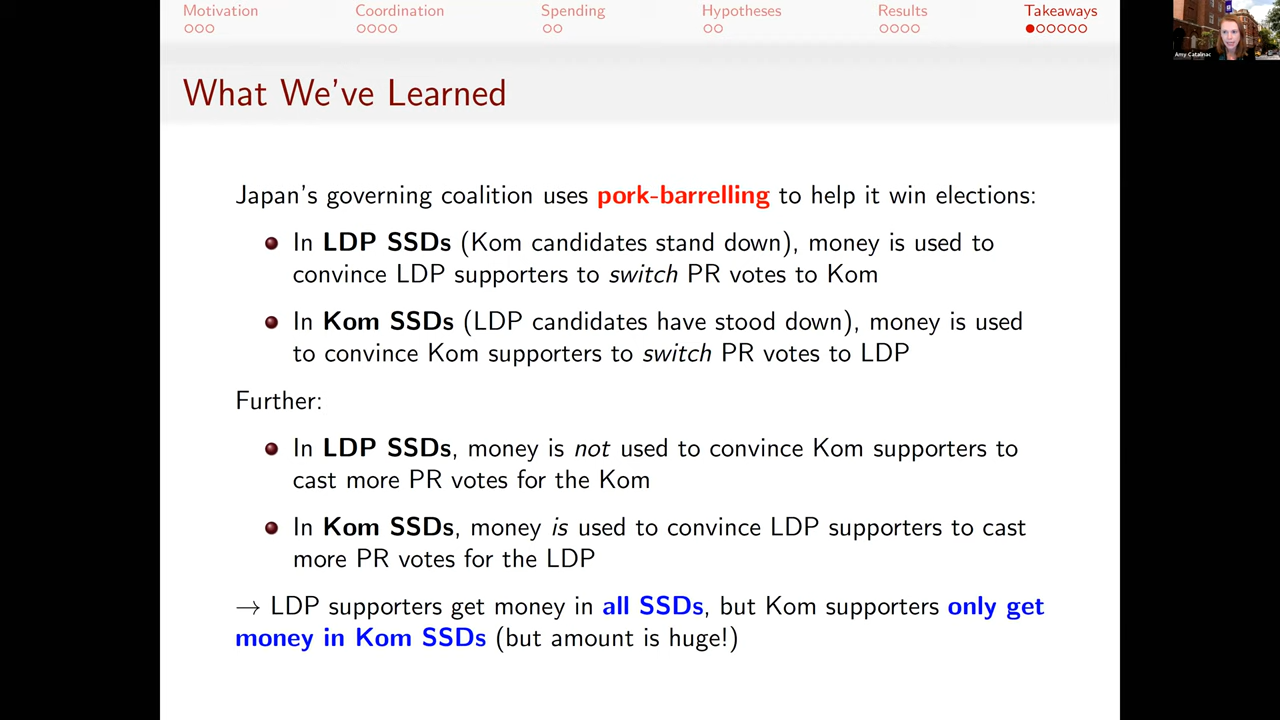 Motivation
Coordination
Spending
Hypotheses
Results
Takeaways
Amy Catalinac
What We've Learned
Japan's governing coalition uses pork-barrelling to help it win elections:
In LDP SSDs (Kom candidates stand down), money is used to
convince LDP supporters to switch PR votes to Kom
In Kom SSDs (LDP candidates have stood down), money is used
to convince Kom supporters to switch PR votes to LDP
Further:
In LDP SSDs, money is not used to convince Kom supporters to
cast more PR votes for the Kom
In Kom SSDs, money is used to convince LDP supporters to cast
more PR votes for the LDP
→ LDP supporters get money in all SSDs, but Kom supporters only get
money in Kom SSDs (but amount is huge!)